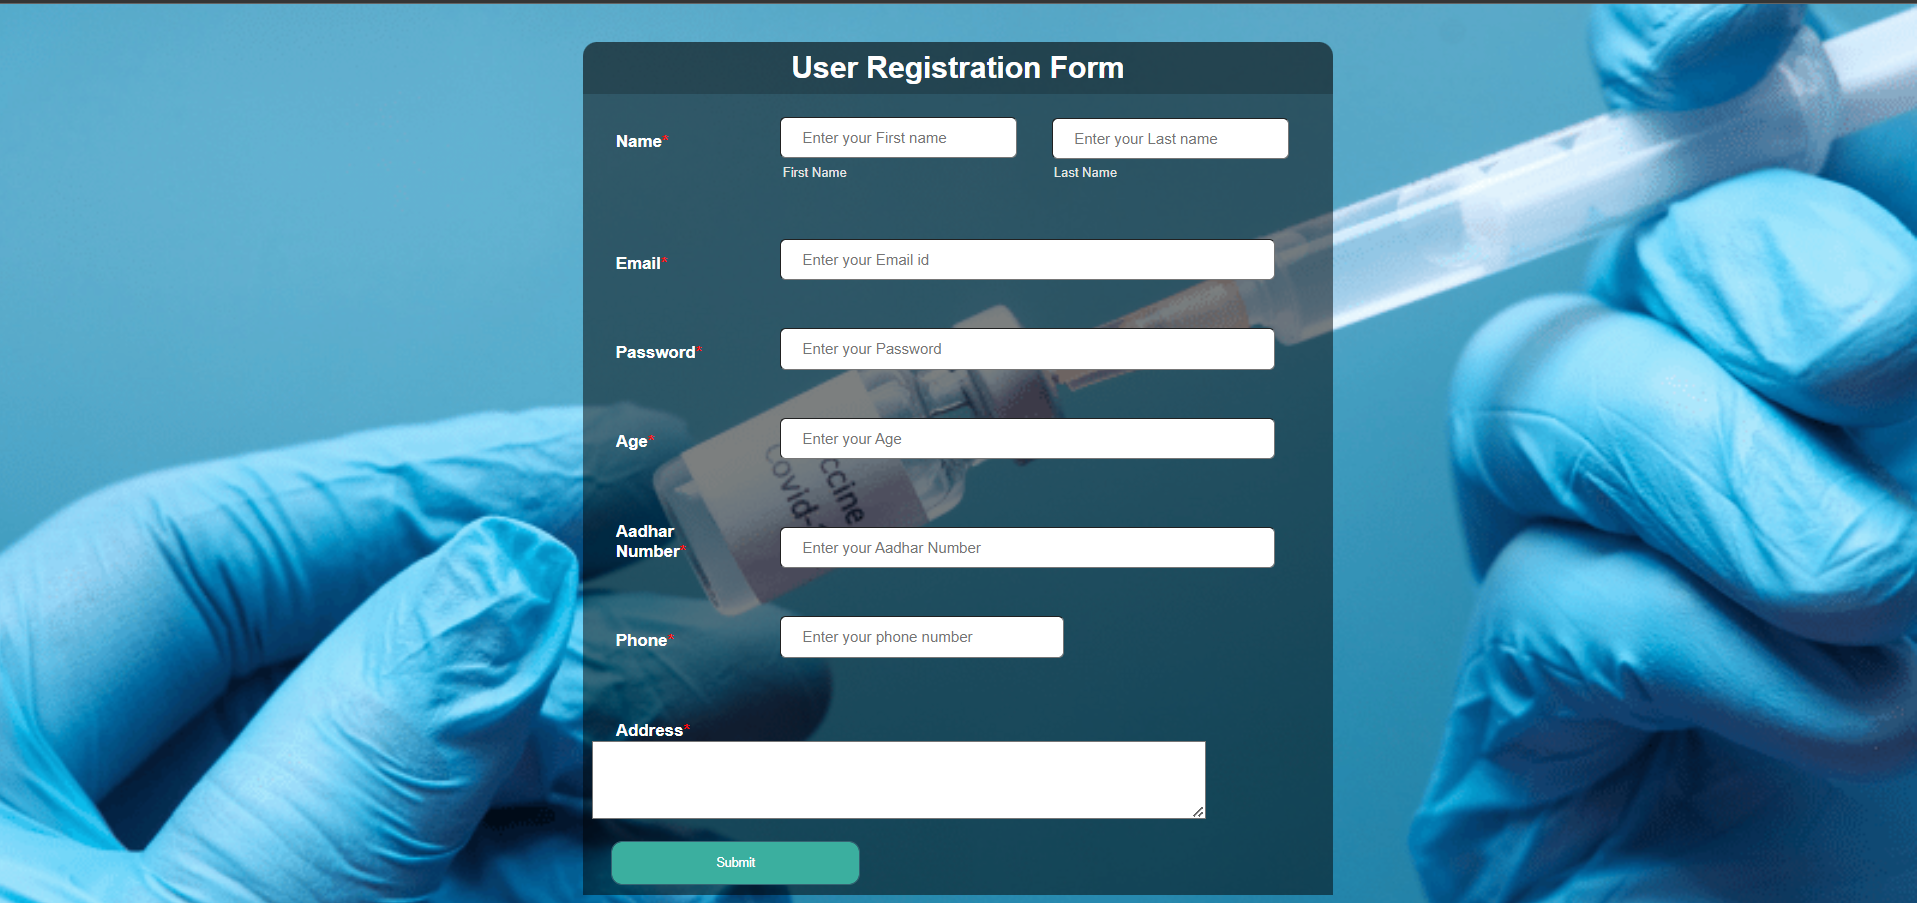 User Registration Form
Name*
Enter your First name
Enter your Last name
First Name
Last Name
Email*
Enter your Email id
Password*
Enter your Password
Age*
Enter your Age
ccine
Covid-
Aadhar
Number*
Enter your Aadhar Number
Phone*
Enter your phone number
Address*
Submit